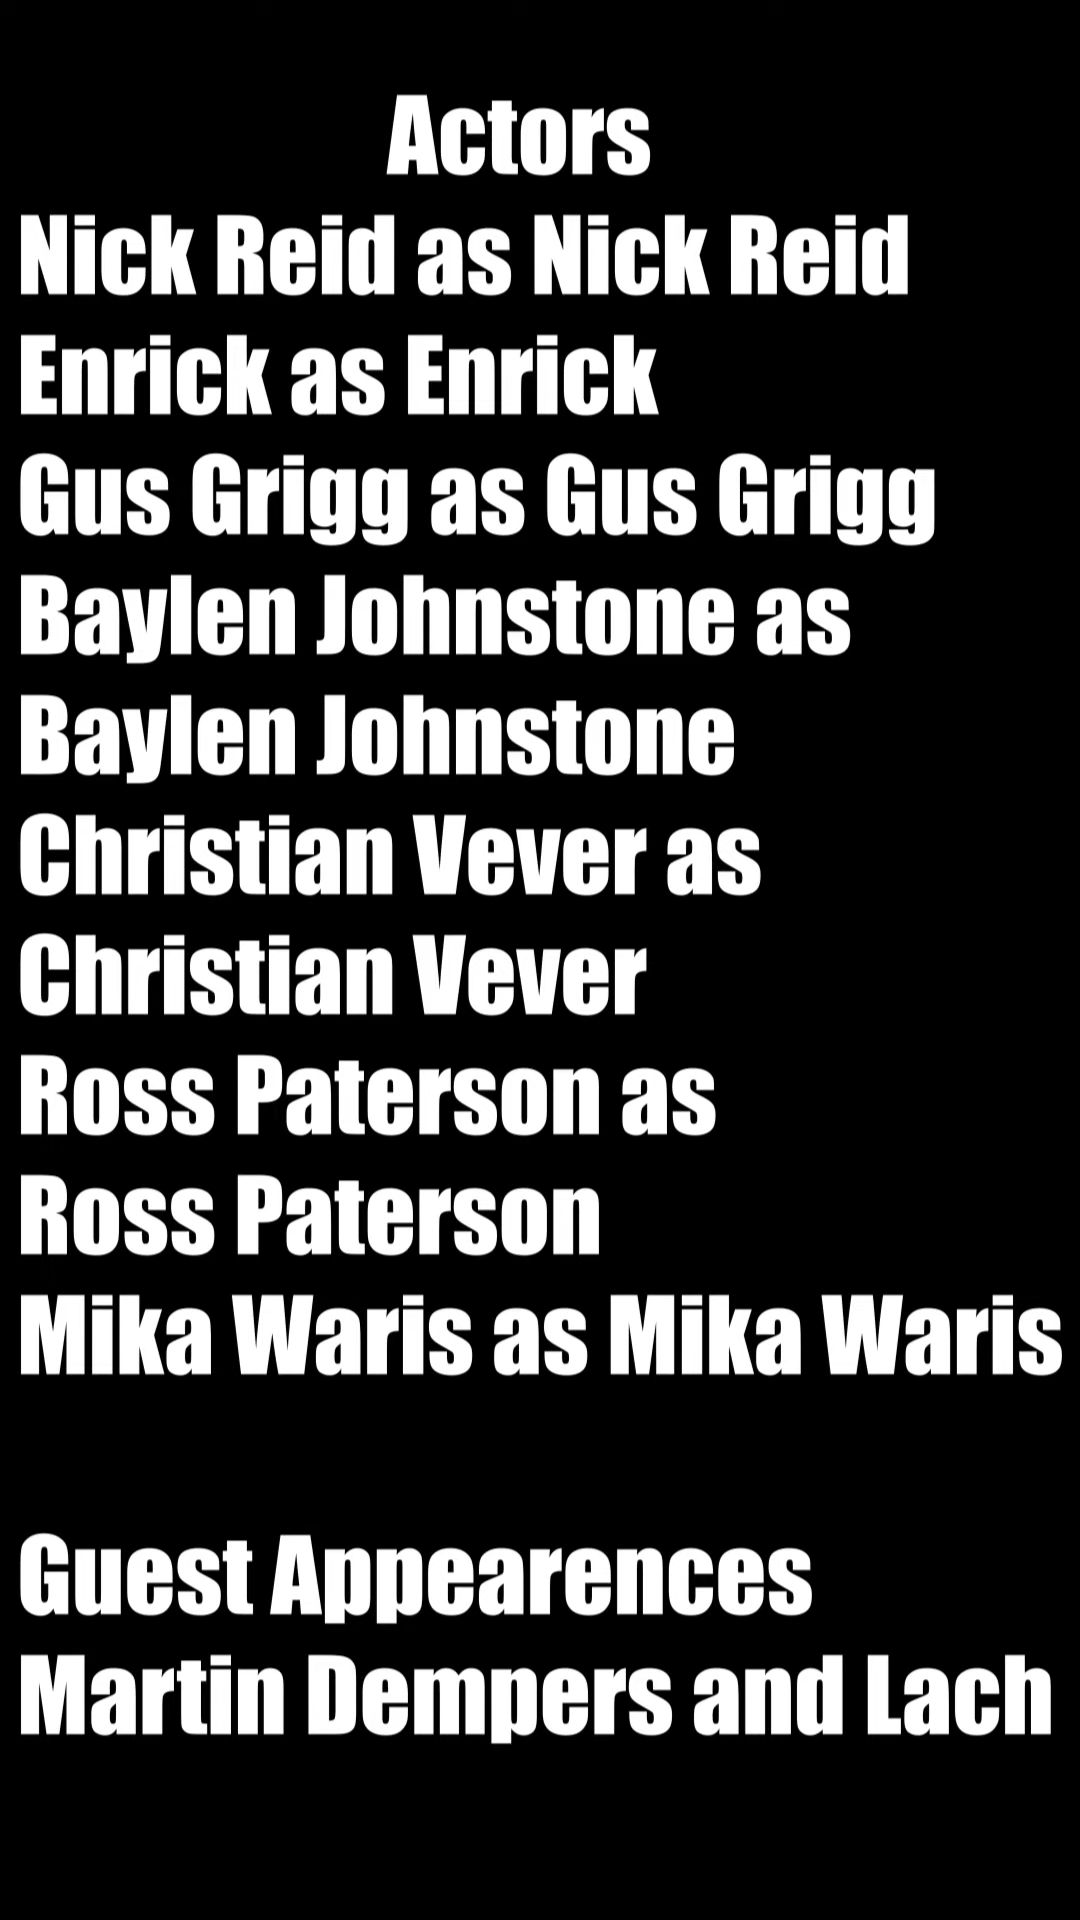 Actors
Nick Reid as Nick Reid
Enrick as Enrick
Gus Grigg as Gus Grigg
Baylen Johnstone as
Baylen Johnstone
Christian Vever as
Christian Vever
Ross Paterson as
Ross Paterson
Mika Waris as Mika Waris
Guest Appearences
Martin Dempers and Lach